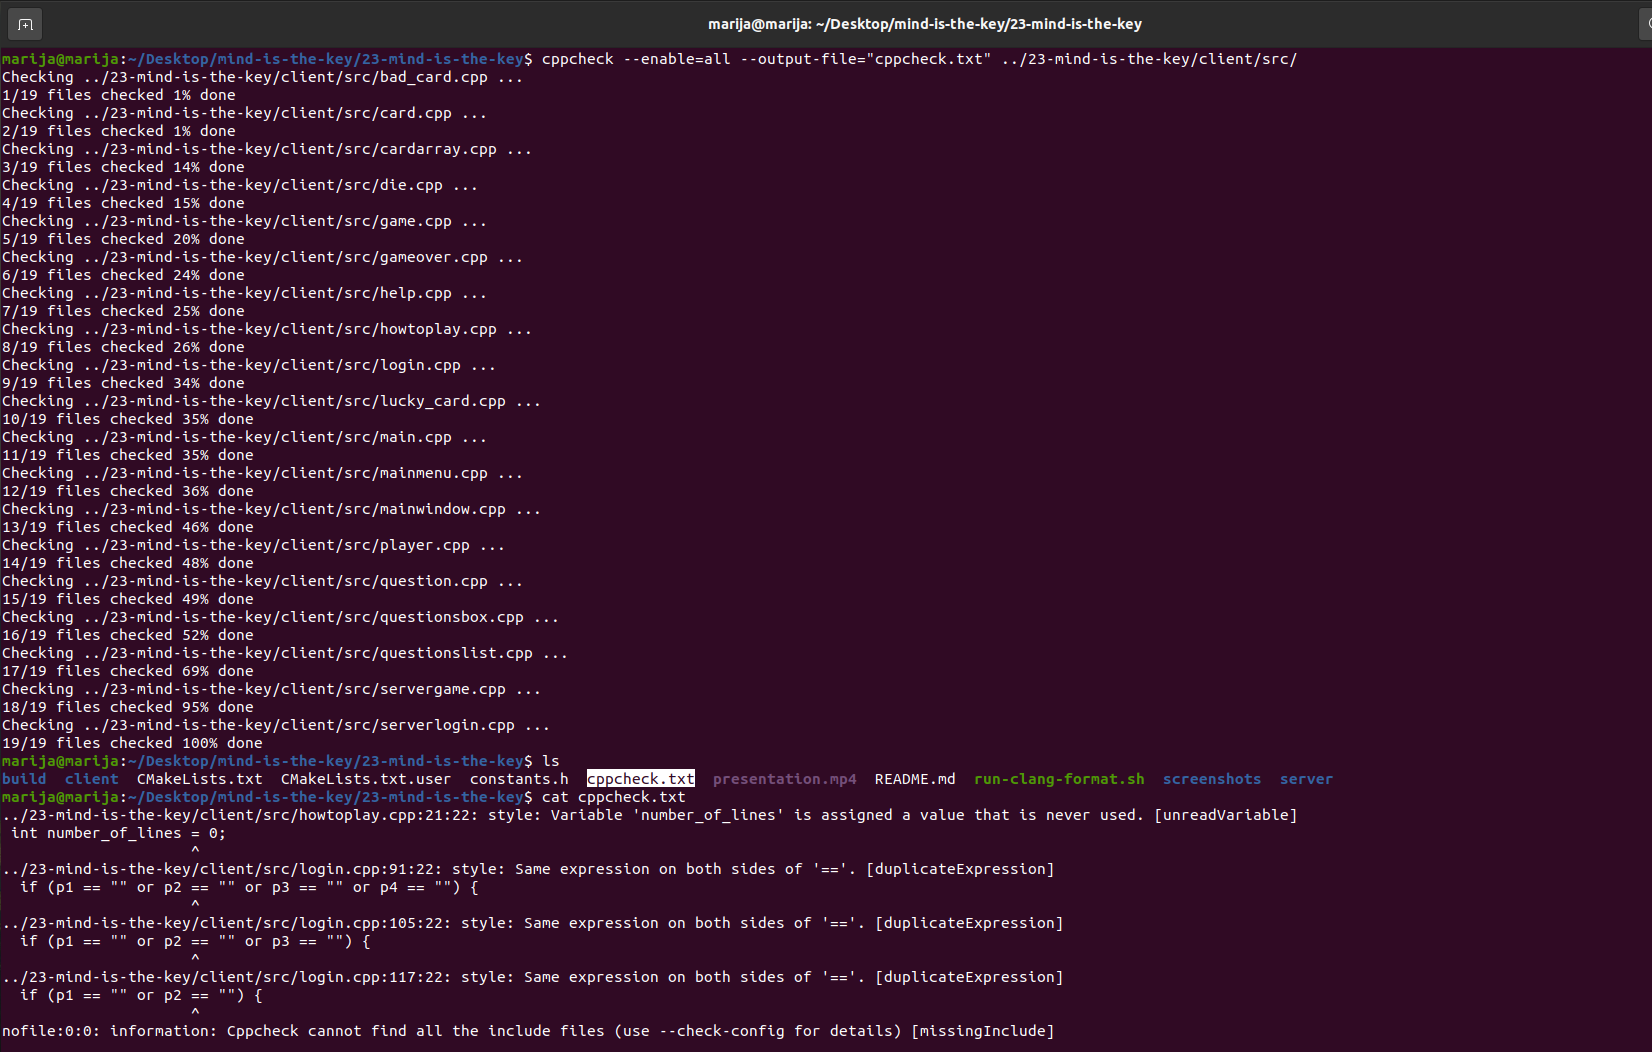 marija@marija: ~/Desktop/mind-is-the-key/23-mind-is-the-key
marija@marija:~/Desktop/mind-is-the-key/23-mind-is-the-key$ cppcheck --enable=all --output-file="cppcheck.txt" ../23-mind-is-the-key/client/src/
Checking ../23-mind-is-the-key/client/src/bad_card.cpp ...
1/19 files checked 1% done
Checking ../23-mind-is-the-key/client/src/card.cpp ...
2/19 files checked 1% done
Checking ../23-mind-is-the-key/client/src/cardarray.cpp ...
3/19 files checked 14% done
Checking ../23-mind-is-the-key/client/src/die.cpp ...
4/19 files checked 15% done
Checking ../23-mind-is-the-key/client/src/game.cpp ...
5/19 files checked 20% done
Checking ../23-mind-is-the-key/client/src/gameover.cpp ...
6/19 files checked 24% done
Checking ../23-mind-is-the-key/client/src/help.cpp ...
7/19 files checked 25% done
Checking ../23-mind-is-the-key/client/src/howtoplay.cpp ...
8/19 files checked 26% done
Checking ../23-mind-is-the-key/client/src/login.cpp ...
9/19 files checked 34% done
Checking ../23-mind-is-the-key/client/src/lucky_card.cpp ...
10/19 files checked 35% done
Checking ../23-mind-is-the-key/client/src/main.cpp ...
11/19 files checked 35% done
Checking ../23-mind-is-the-key/client/src/mainmenu.cpp ...
12/19 files checked 36% done
Checking ../23-mind-is-the-key/client/src/mainwindow.cpp ...
13/19 files checked 46% done
Checking ../23-mind-is-the-key/client/src/player.cpp ...
14/19 files checked 48% done
Checking ../23-mind-is-the-key/client/src/question.cpp ...
15/19 files checked 49% done
Checking ../23-mind-is-the-key/client/src/questionsbox.cpp ...
16/19 files checked 52% done
Checking ../23-mind-is-the-key/client/src/questionslist.cpp ...
17/19 files checked 69% done
Checking ../23-mind-is-the-key/client/src/servergame.cpp ...
18/19 files checked 95% done
Checking ../23-mind-is-the-key/client/src/serverlogin.cpp ...
19/19 files checked 100% done
marija@marija:~/Desktop/mind-is-the-key/23-mind-is-the-key$ ls
build  client  CMakeLists.txt  CMakeLists.txt.user  constants.h  cppcheck.txt  presentation.mp4  README.md  run-clang-format.sh  screenshots  server
marija@marija:~/Desktop/mind-is-the-key/23-mind-is-the-key$ cat cppcheck.txt
../23-mind-is-the-key/client/src/howtoplay.cpp:21:22: style: Variable 'number_of_lines' is assigned a value that is never used. [unreadVariable]
 int number_of_lines = 0;
                     ^
../23-mind-is-the-key/client/src/login.cpp:91:22: style: Same expression on both sides of '=='. [duplicateExpression]
  if (p1 == "" or p2 == "" or p3 == "" or p4 == "") {
                     ^
../23-mind-is-the-key/client/src/login.cpp:105:22: style: Same expression on both sides of '=='. [duplicateExpression]
  if (p1 == "" or p2 == "" or p3 == "") {
                     ^
../23-mind-is-the-key/client/src/login.cpp:117:22: style: Same expression on both sides of '=='. [duplicateExpression]
  if (p1 == "" or p2 == "") {
                     ^
nofile:0:0: information: Cppcheck cannot find all the include files (use --check-config for details) [missingInclude]